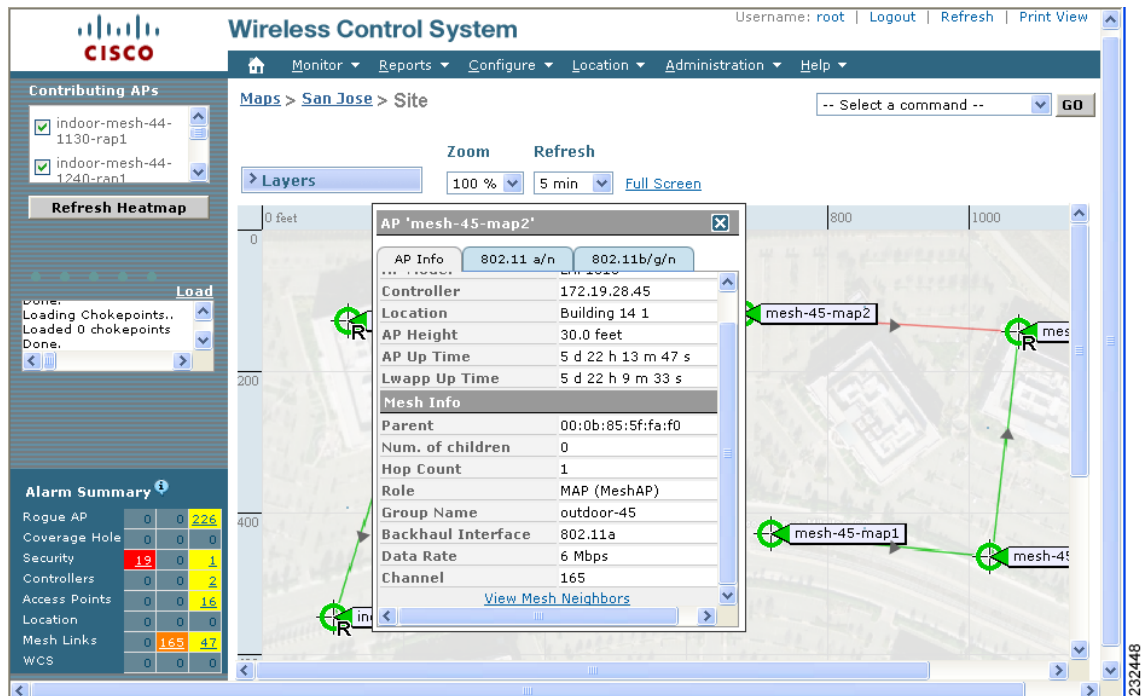 Username: root | Logout | Refresh | Print View
CISCO
Wireless Control System
Monitor Reports Configure Location Administration Help
Contributing APs
indoor-mesh-44-
1130-rap1
indoor-mesh-44-
1240-rap1
Refresh Heatmap
Load
Done.
Loading Chokepoints..
Loaded 0 chokepoints
Done.
Alarm Summary
Rogue AP 0 0 226
Coverage Hole 0 0 0
Security 19 0 1
Controllers 0 0 2
Access Points 0 0 16
Location 0 0 0
Mesh Links 0 165 47
WCS 0 0 0
Maps > San Jose > Site
-- Select a command -- GO
Zoom Refresh
Layers 100 % 5 min Full Screen
0 feet 800 1000
0
200
400
AP 'mesh-45-map2'
AP Info 802.11 a/n 802.11b/g/n
AP Model
Controller 172.19.28.45
Location Building 14 1
AP Height 30.0 feet
AP Up Time 5 d 22 h 13 m 47 s
Lwapp Up Time 5 d 22 h 9 m 33 s
Mesh Info
Parent 00:0b:85:5f:fa:f0
Num. of children 0
Hop Count 1
Role MAP (MeshAP)
Group Name outdoor-45
Backhaul Interface 802.11a
Data Rate 6 Mbps
Channel 165
View Mesh Neighbors
mesh-45-map2
mes
R
mesh-45-map1
mesh-45
R
in
R
232448